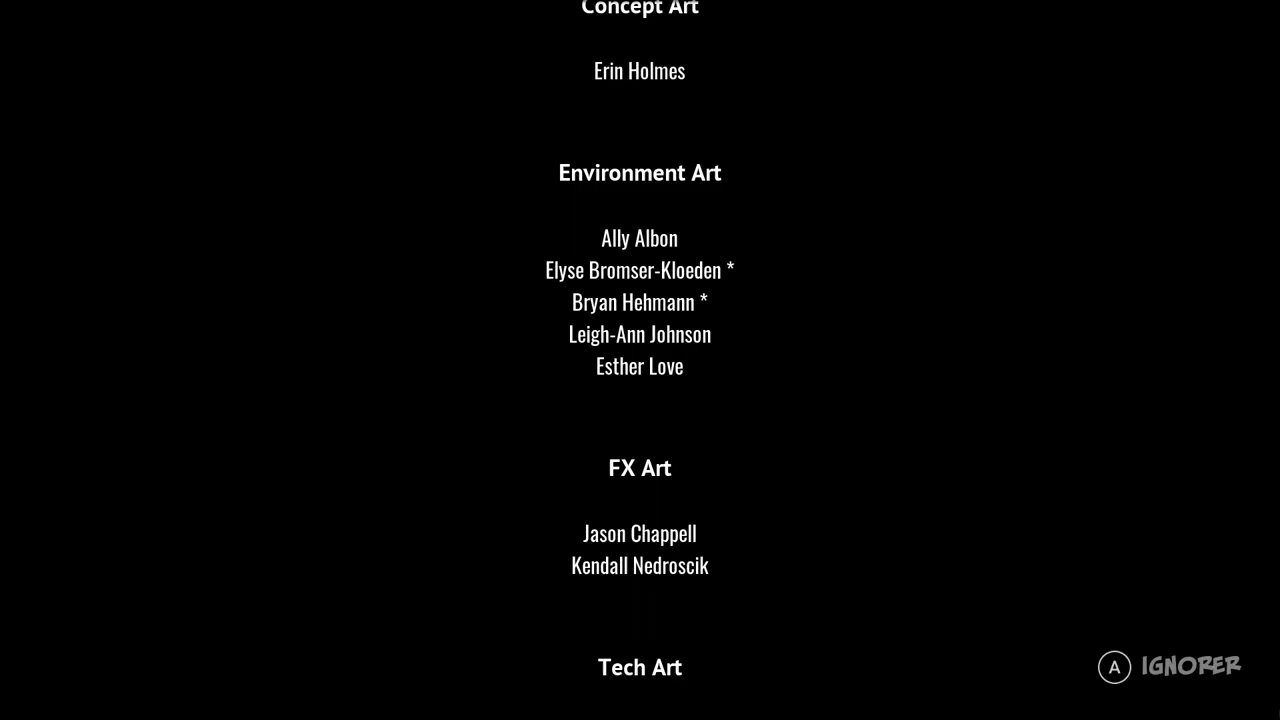 Concept Art
Erin Holmes
Environment Art
Ally Albon
Elyse Bromser-Kloeden *
Bryan Hehmann *
Leigh-Ann Johnson
Esther Love
FX Art
Jason Chappell
Kendall Nedroscik
Tech Art
A IGNORER